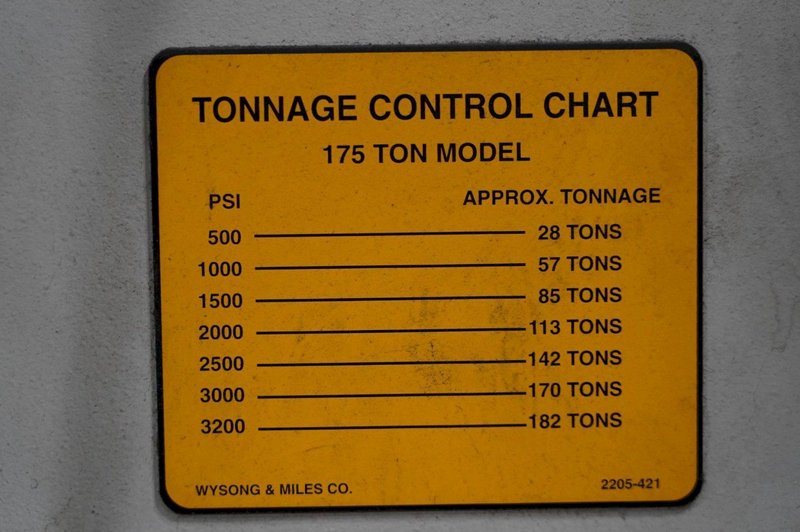 TONNAGE CONTROL CHART
175 TON MODEL
PSI APPROX. TONNAGE
500 28 TONS
1000 57 TONS
1500 85 TONS
2000 113 TONS
2500 142 TONS
3000 170 TONS
3200 182 TONS
WYSONG & MILES CO. 2205-421